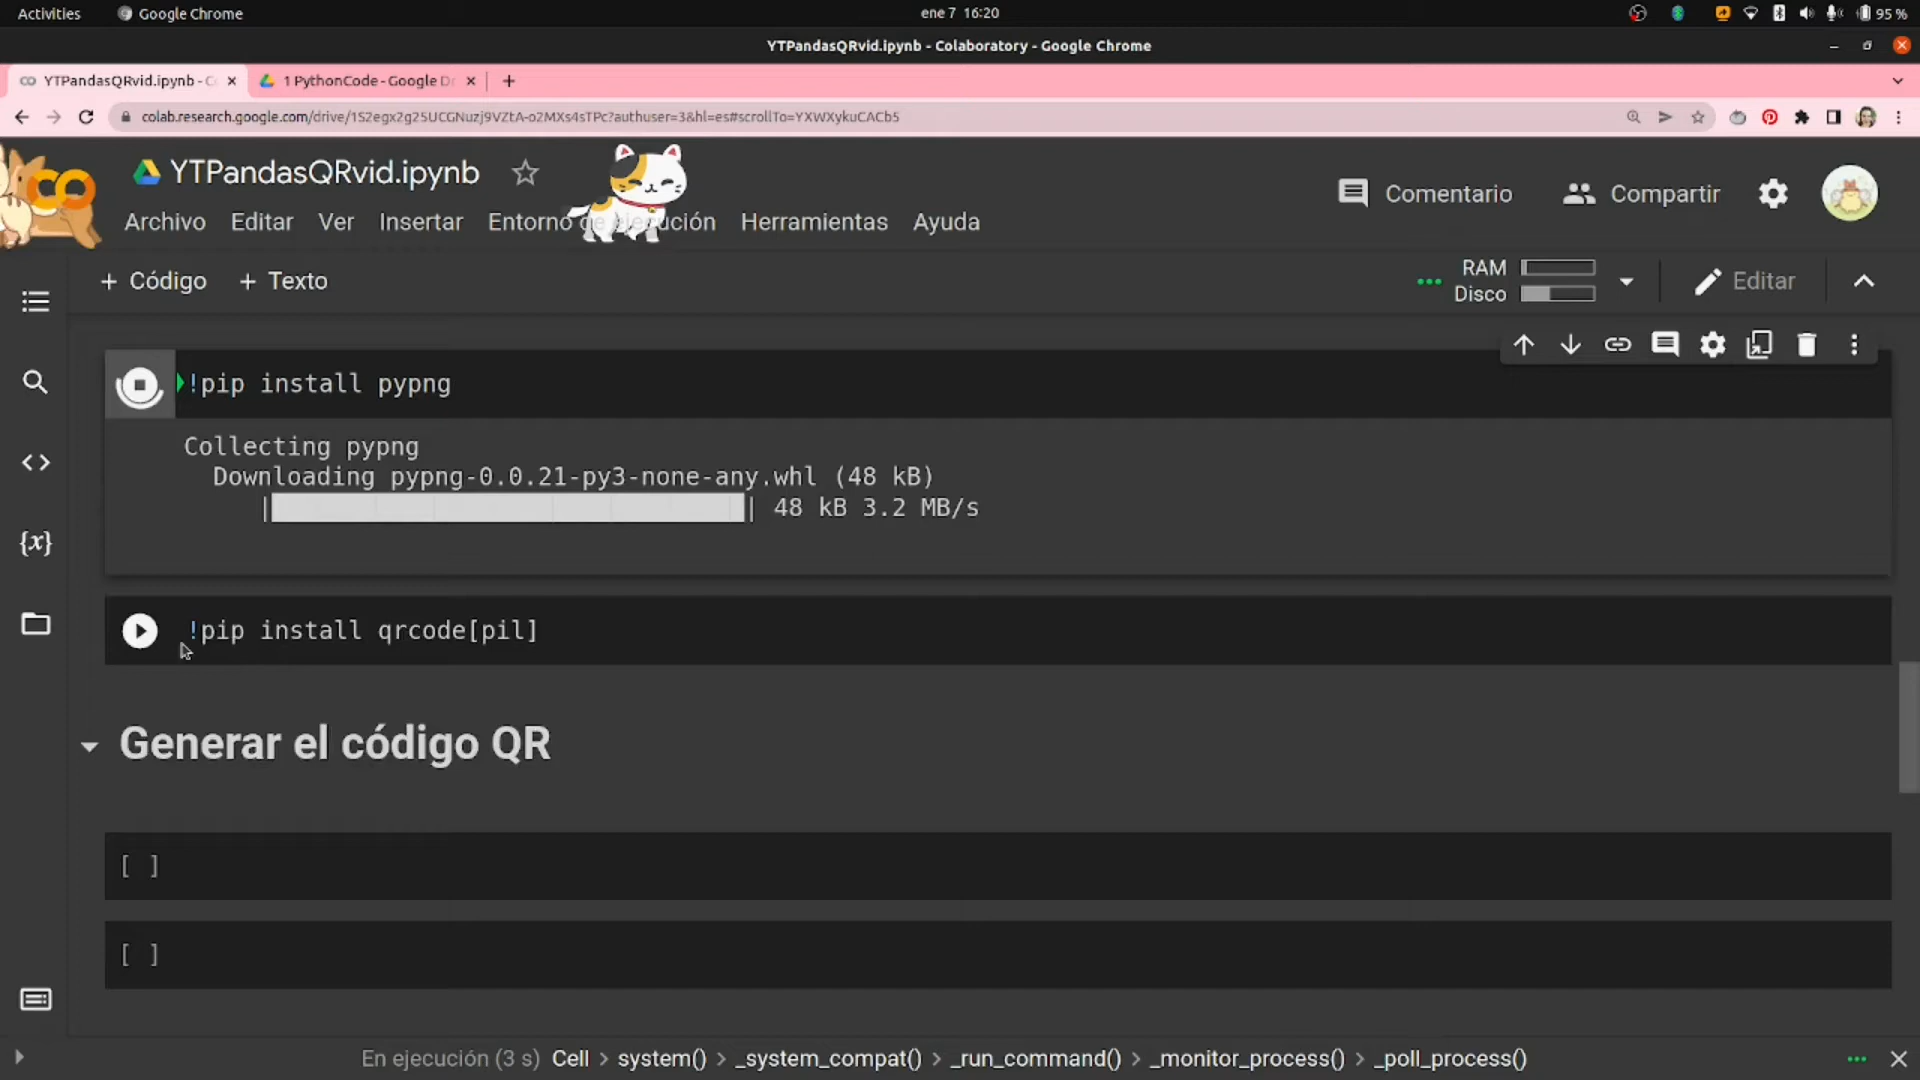 Activities Google Chrome ene 7 16:20 95 %
YTPandasQRvid.ipynb - Colaboratory - Google Chrome
YTPandasQRvid.ipynb - C 1 PythonCode - Google D
colab.research.google.com/drive/1S2egx2g25UCGNuzj9VZtA-o2MXs4sTPc?authuser=3&hl=es#scrollTo=YXWXykuCACb5
YTPandasQRvid.ipynb
Comentario Compartir
Archivo Editar Ver Insertar Entorno de ejecución Herramientas Ayuda
+ Código + Texto
RAM
Disco
Editar
!pip install pypng
Collecting pypng
Downloading pypng-0.0.21-py3-none-any.whl (48 kB)
| | 48 kB 3.2 MB/s
{x}
!pip install qrcode[pil]
Generar el código QR
[ ]
[ ]
En ejecución (3 s) Cell > system() > _system_compat() > _run_command() > _monitor_process() > _poll_process()